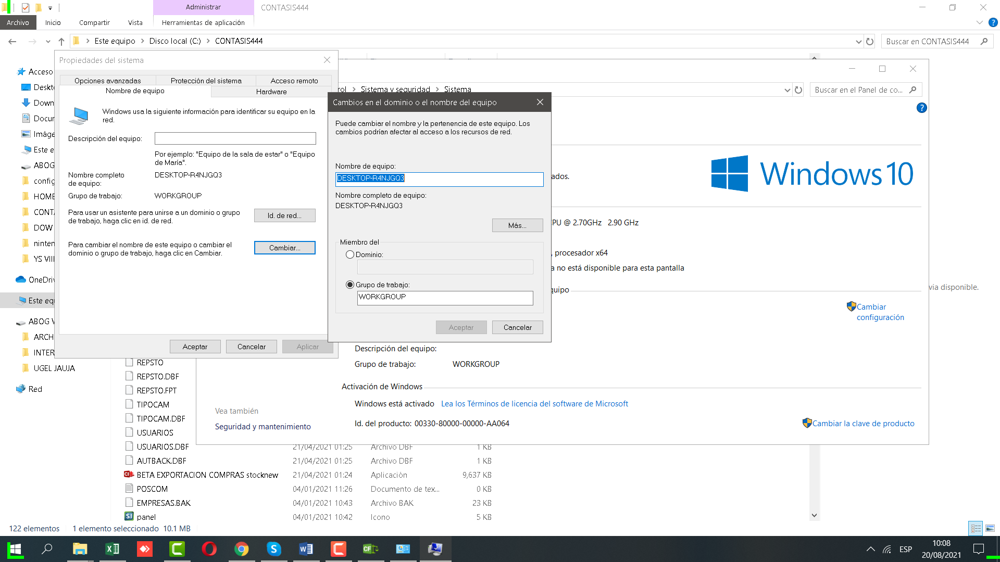 Administrar
CONTASIS444
Archivo
Inicio
Compartir
Vista
Herramientas de aplicación
Este equipo > Disco local (C:) > CONTASIS444
Buscar en CONTASIS444
Propiedades del sistema
Opciones avanzadas
Protección del sistema
Acceso remoto
Nombre de equipo
Hardware
Windows usa la siguiente información para identificar su equipo en la
red.
Descripción del equipo:
Por ejemplo: "Equipo de la sala de estar" o "Equipo
de María".
Nombre completo
de equipo:
DESKTOP-R4NJGQ3
Grupo de trabajo:
WORKGROUP
Para usar un asistente para unirse a un dominio o grupo
de trabajo, haga clic en id. de red.
Id. de red...
Para cambiar el nombre de este equipo o cambiar el
dominio o grupo de trabajo, haga clic en Cambiar.
Cambiar...
Aceptar
Cancelar
Aplicar
Acceso
Deskt
Down
Docur
Imáge
Este e
ABOG
config
HOME
CONT
DOW
ninten
YS VII
OneDriv
Este equ
ABOG V
ARCH
INTER
UGEL JAUJA
Red
rol > Sistema y seguridad > Sistema
Buscar en el Panel de co...
Cambios en el dominio o el nombre del equipo
Puede cambiar el nombre y la pertenencia de este equipo. Los
cambios podrían afectar al acceso a los recursos de red.
Nombre de equipo:
DESKTOP-R4NJGQ3
Nombre completo de equipo:
DESKTOP-R4NJGQ3
Más...
Miembro del
Dominio:
Grupo de trabajo:
WORKGROUP
Aceptar
Cancelar
ados.
Windows 10
CPU @ 2.70GHz 2.90 GHz
, procesador x64
a no está disponible para esta pantalla
quipo
via disponible.
Cambiar
configuración
Descripción del equipo:
Grupo de trabajo:
WORKGROUP
Activación de Windows
Windows está activado
Lea los Términos de licencia del software de Microsoft
Id. del producto: 00330-80000-00000-AA064
Cambiar la clave de producto
Vea también
Seguridad y mantenimiento
REPSTO
REPSTO.DBF
REPSTO.FPT
TIPOCAM
TIPOCAM.DBF
USUARIOS
USUARIOS.DBF 21/04/2021 01:25 Archivo DBF 1 KB
AUTBACK.DBF 21/04/2021 01:25 Archivo DBF 1 KB
BETA EXPORTACION COMPRAS stocknew 21/04/2021 01:24 Aplicación 9,637 KB
POSCOM 04/01/2021 11:26 Documento de tex... 0 KB
EMPRESAS.BAK 04/01/2021 10:43 Archivo BAK 23 KB
panel 04/01/2021 10:42 Icono 5 KB
122 elementos
1 elemento seleccionado 10.1 MB
ESP
10:08
20/08/2021